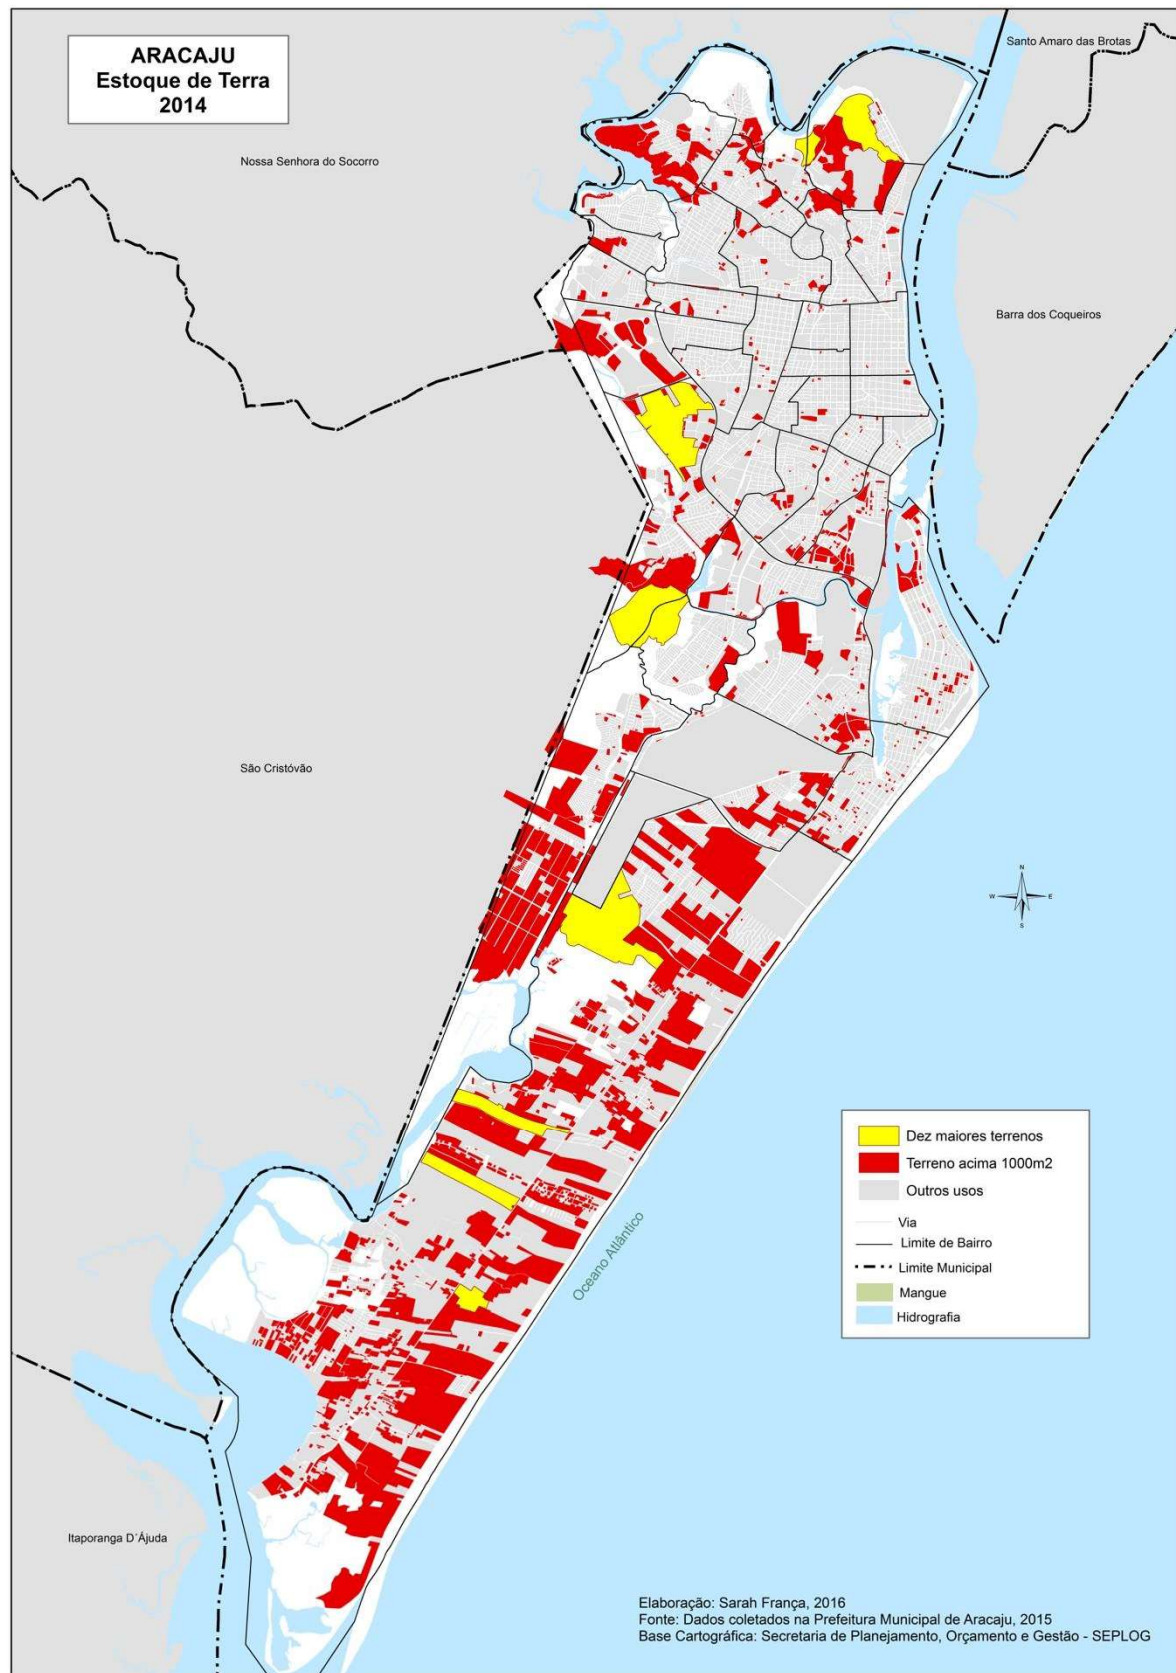 ARACAJU
Estoque de Terra
2014
Santo Amaro das Brotas
Nossa Senhora do Socorro
Barra dos Coqueiros
São Cristóvão
N
W
E
S
Dez maiores terrenos
Terreno acima 1000m2
Outros usos
Via
Limite de Bairro
Limite Municipal
Mangue
Hidrografia
Oceano Atlântico
Itaporanga D´Ájuda
Elaboração: Sarah França, 2016
Fonte: Dados coletados na Prefeitura Municipal de Aracaju, 2015
Base Cartográfica: Secretaria de Planejamento, Orçamento e Gestão - SEPLOG